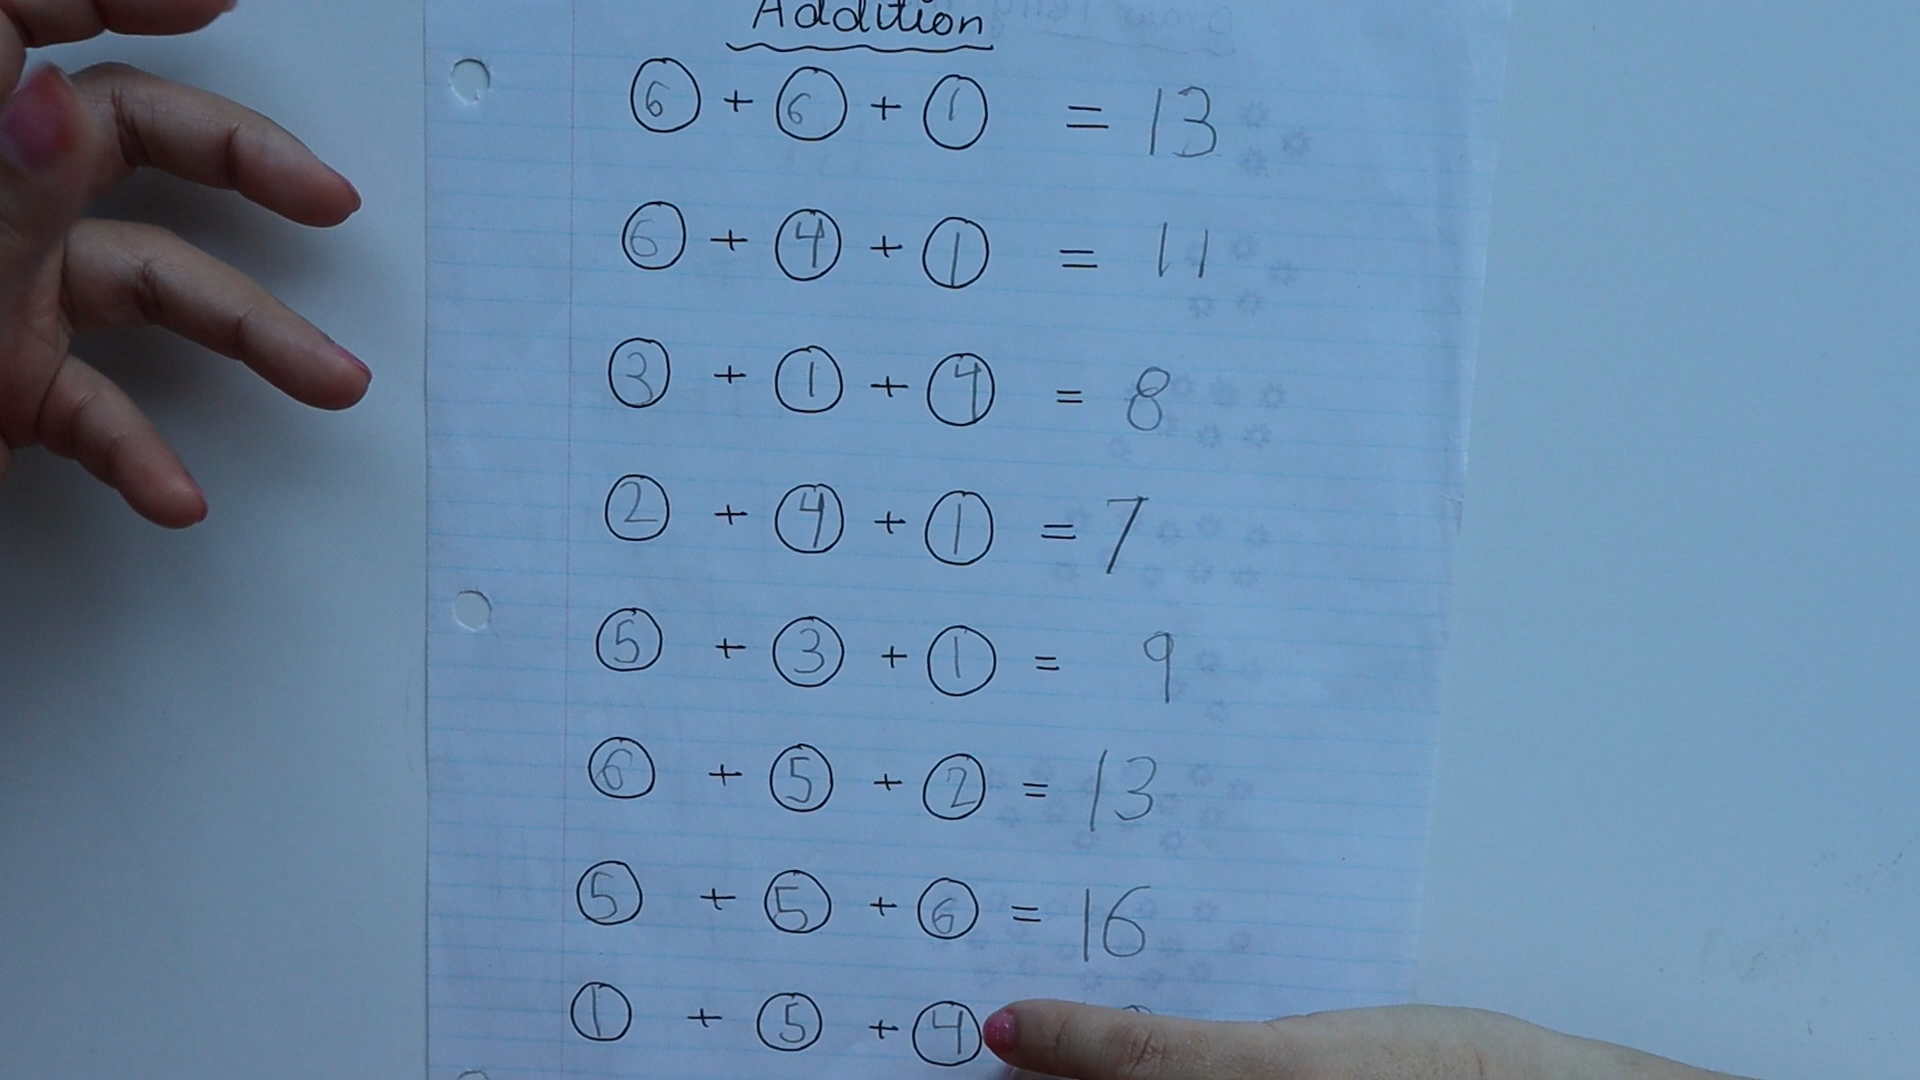 Addition
6 + 6 + 1 = 13
6 + 4 + 1 = 11
3 + 1 + 4 = 8
2 + 4 + 1 = 7
5 + 3 + 1 = 9
6 + 5 + 2 = 13
5 + 5 + 6 = 16
1 + 5 + 4